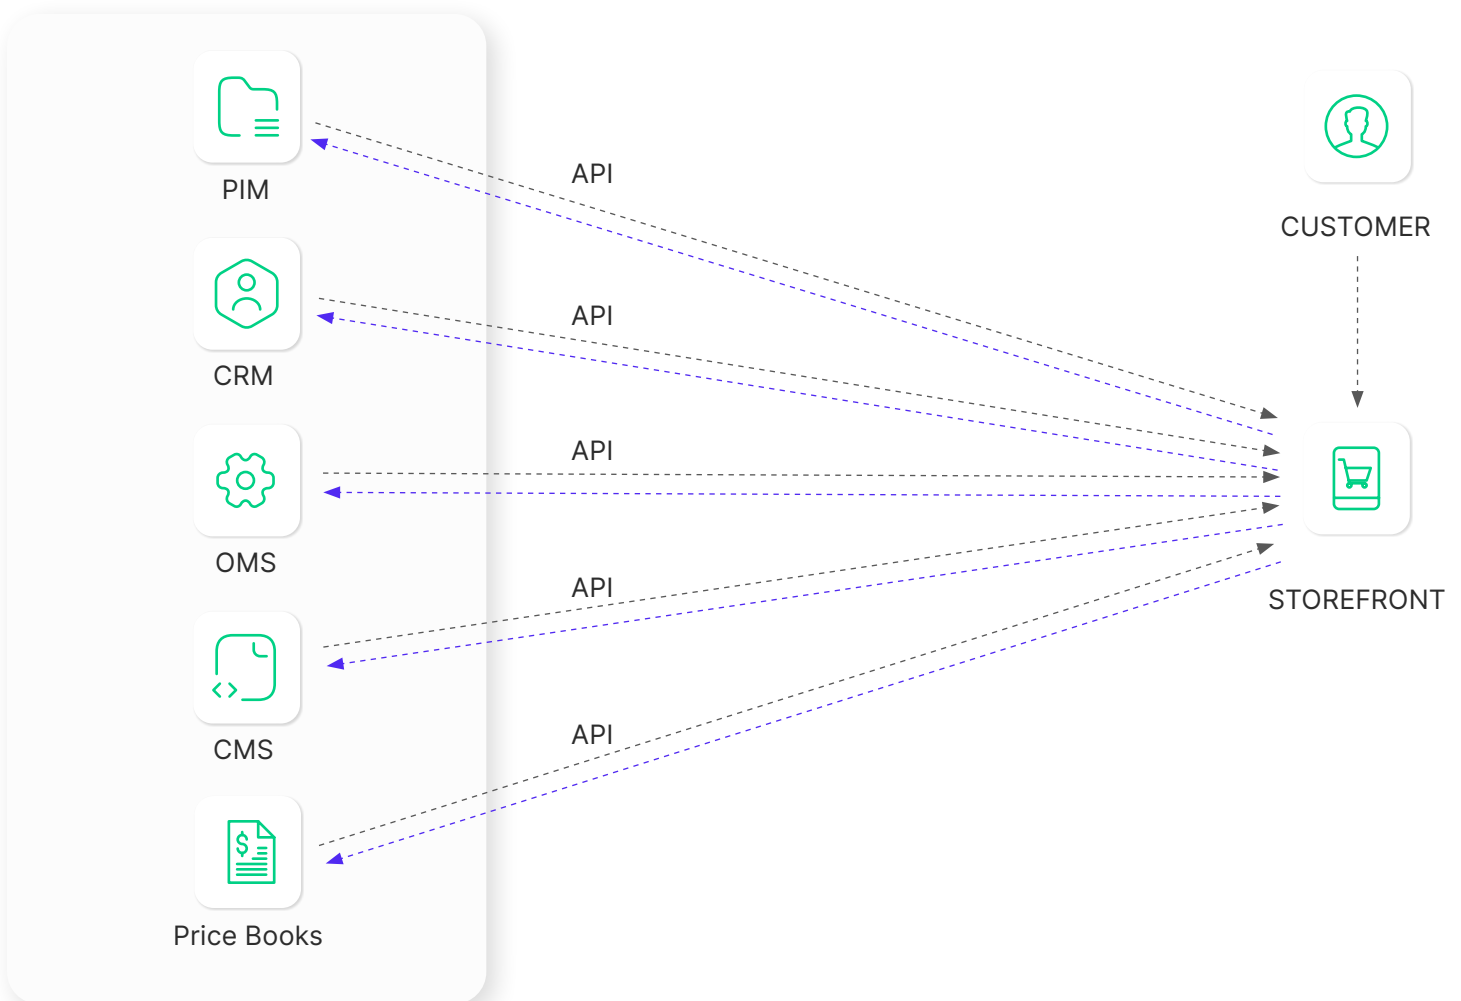 PIM
API
CUSTOMER
CRM
API
OMS
API
STOREFRONT
CMS
API
Price Books
API
$